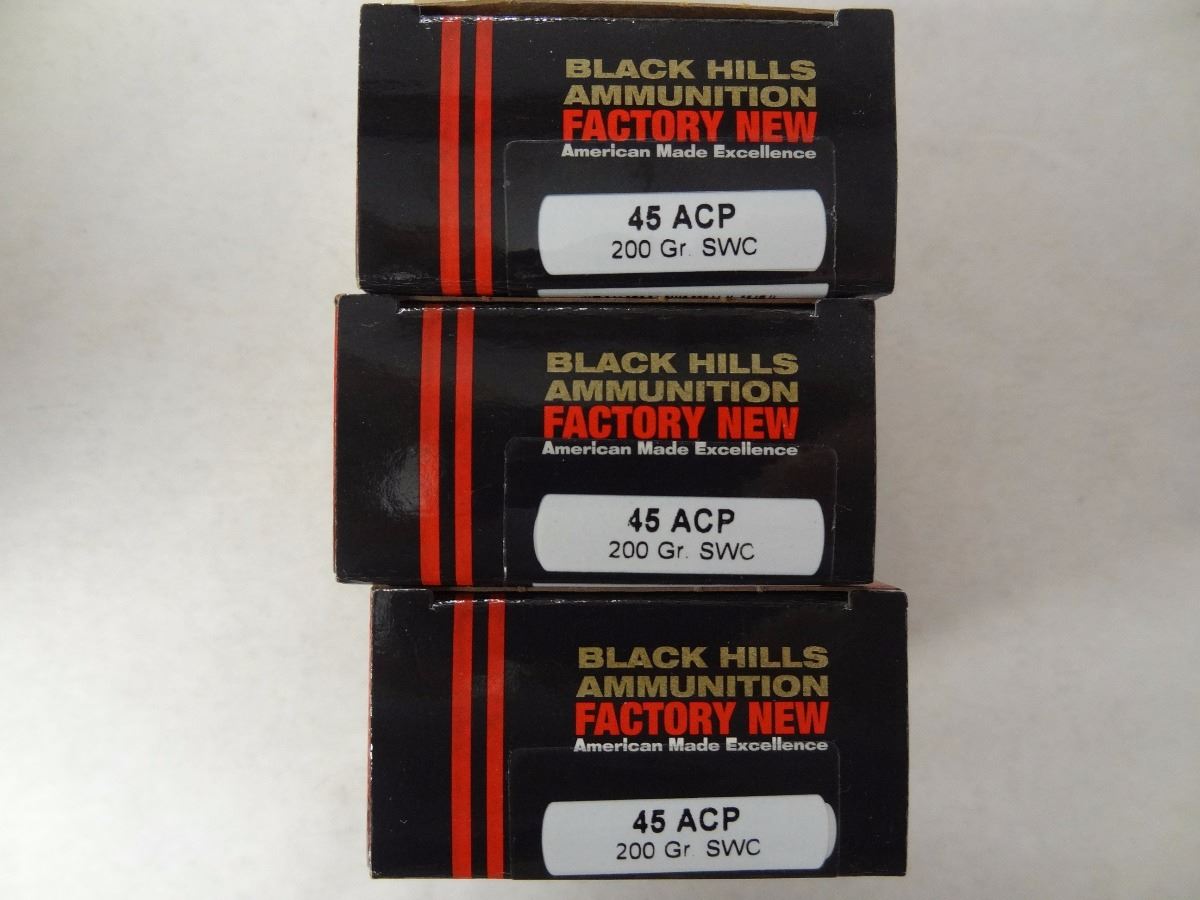 BLACK HILLS
AMMUNITION
FACTORY NEW
American Made Excellence
45 ACP
200 Gr. SWC
BLACK HILLS
AMMUNITION
FACTORY NEW
American Made Excellence
45 ACP
200 Gr. SWC
BLACK HILLS
AMMUNITION
FACTORY NEW
American Made Excellence
45 ACP
200 Gr. SWC